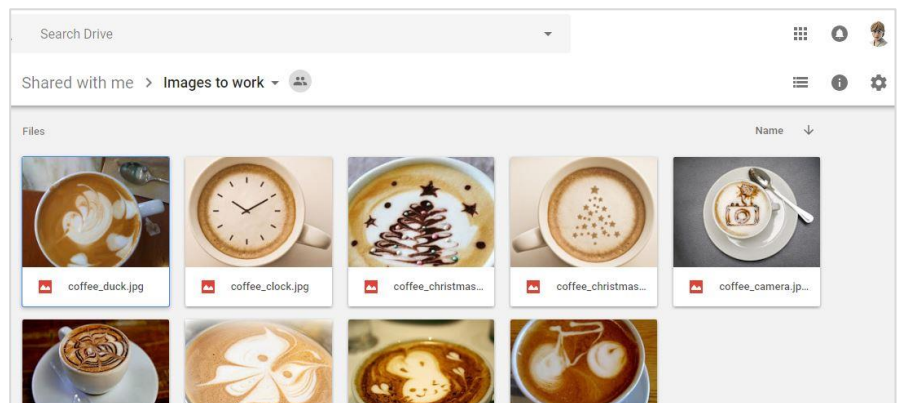 Search Drive
Shared with me > Images to work
Files
Name
coffee_duck.jpg
coffee_clock.jpg
coffee_christmas...
coffee_christmas...
coffee_camera.jp...